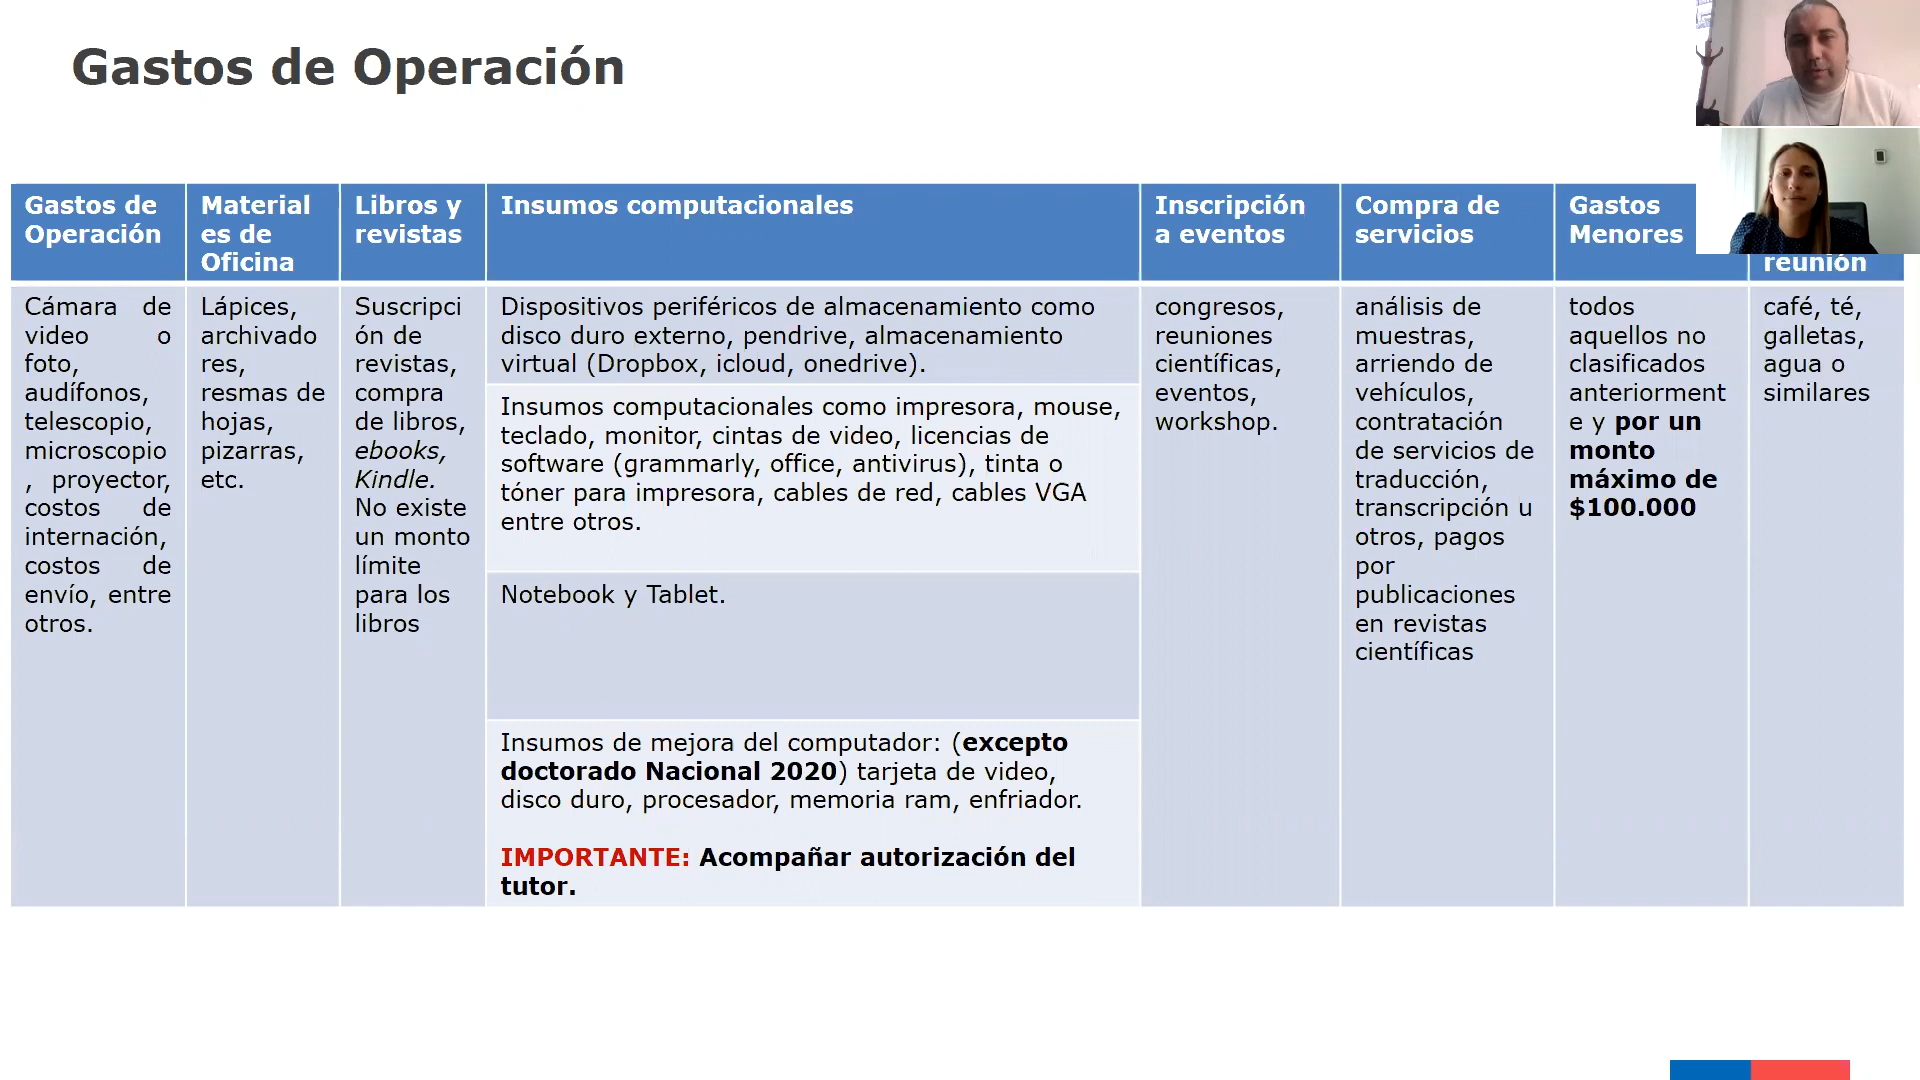 Gastos de Operación
Gastos de
Operación
Material
es de
Oficina
Libros y
revistas
Insumos computacionales
Inscripción
a eventos
Compra de
servicios
Gastos
Menores
reunión
Cámara de
video o
foto,
audífonos,
telescopio,
microscopio
, proyector,
costos de
internación,
costos de
envío, entre
otros.
Lápices,
archivado
res,
resmas de
hojas,
pizarras,
etc.
Suscripci
ón de
revistas,
compra
de libros,
ebooks,
Kindle.
No existe
un monto
límite
para los
libros
Dispositivos periféricos de almacenamiento como
disco duro externo, pendrive, almacenamiento
virtual (Dropbox, icloud, onedrive).
Insumos computacionales como impresora, mouse,
teclado, monitor, cintas de video, licencias de
software (grammarly, office, antivirus), tinta o
tóner para impresora, cables de red, cables VGA
entre otros.
Notebook y Tablet.
Insumos de mejora del computador: (excepto
doctorado Nacional 2020) tarjeta de video,
disco duro, procesador, memoria ram, enfriador.
IMPORTANTE: Acompañar autorización del
tutor.
congresos,
reuniones
científicas,
eventos,
workshop.
análisis de
muestras,
arriendo de
vehículos,
contratación
de servicios de
traducción,
transcripción u
otros, pagos
por
publicaciones
en revistas
científicas
todos
aquellos no
clasificados
anteriorment
e y por un
monto
máximo de
$100.000
café, té,
galletas,
agua o
similares